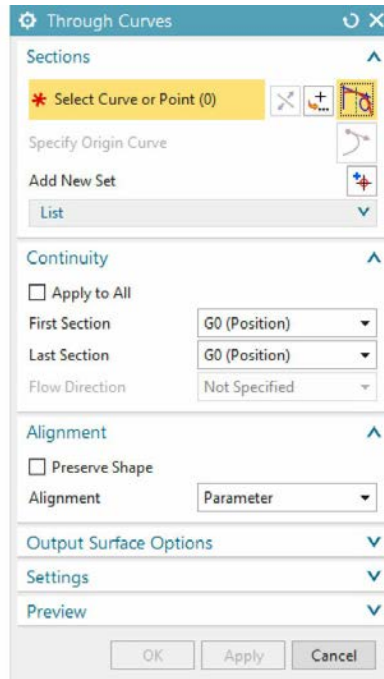 Through Curves
Sections
* Select Curve or Point (0)
Specify Origin Curve
Add New Set
List
Continuity
Apply to All
First Section G0 (Position)
Last Section G0 (Position)
Flow Direction Not Specified
Alignment
Preserve Shape
Alignment Parameter
Output Surface Options
Settings
Preview
OK Apply Cancel